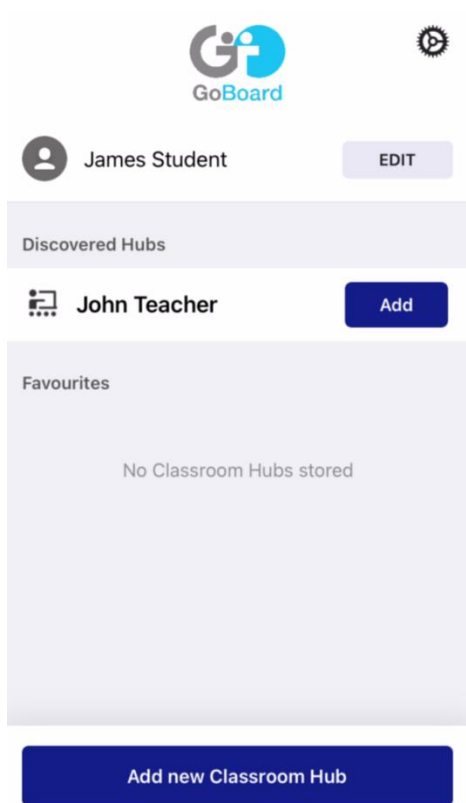 GoBoard
James Student
EDIT
Discovered Hubs
John Teacher
Add
Favourites
No Classroom Hubs stored
Add new Classroom Hub